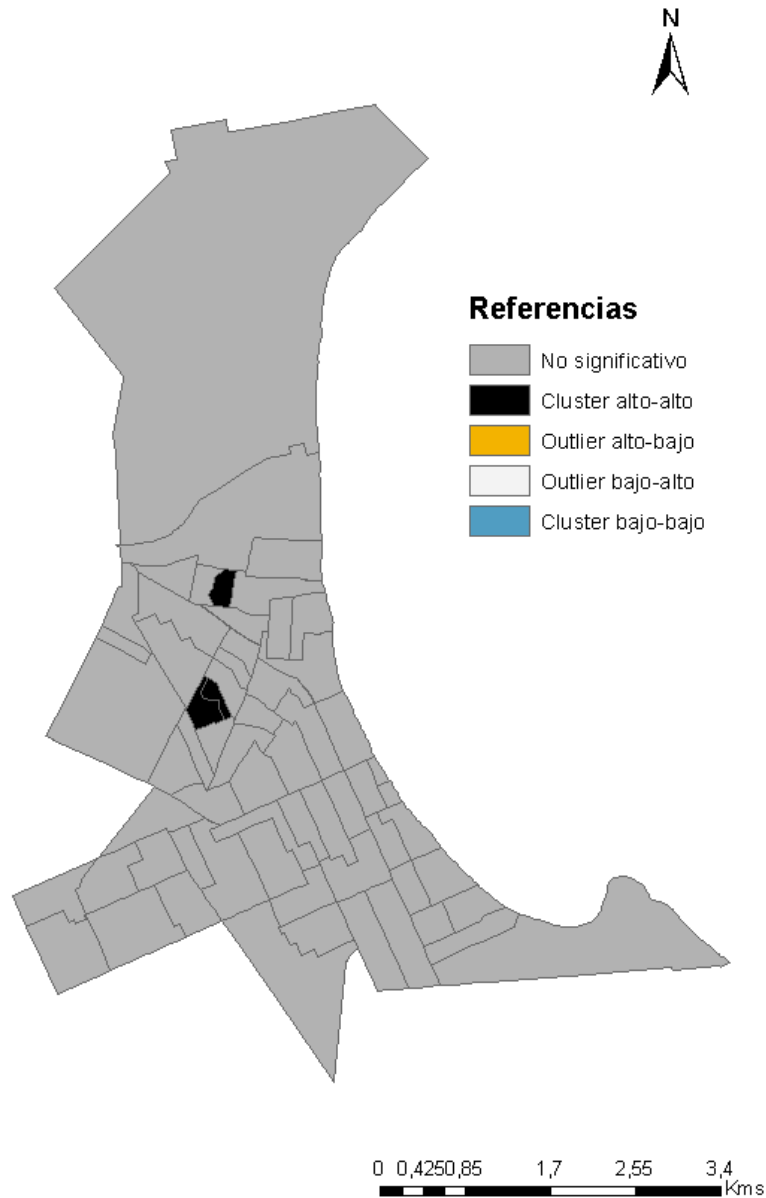 N
Referencias
No significativo
Cluster alto-alto
Outlier alto-bajo
Outlier bajo-alto
Cluster bajo-bajo
0 0,4250,85 1,7 2,55 3,4
Kms